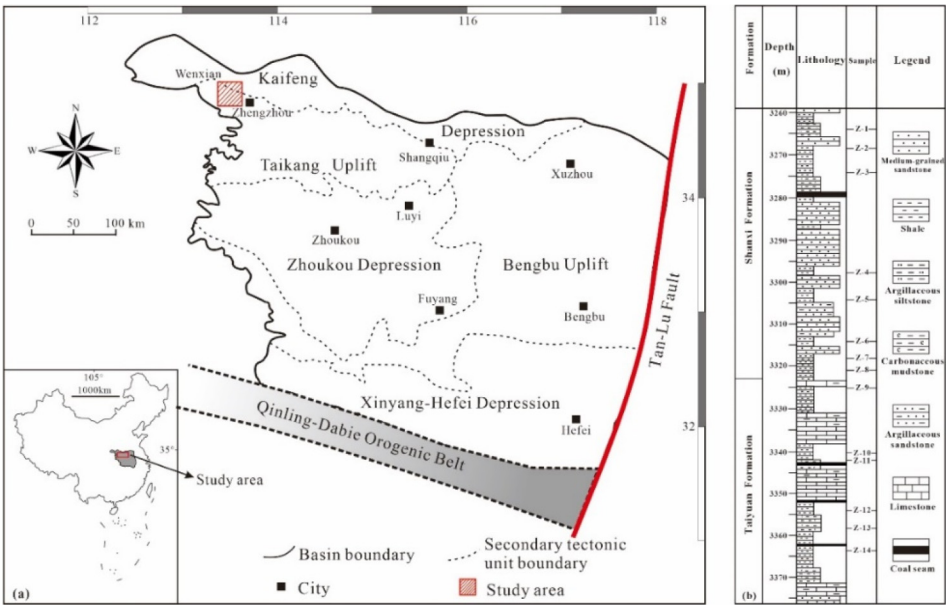 112
114
116
118
Wenxian
Kaifeng
Zhengzhou
Depression
Shangqiu
Taikang Uplift
Xuzhou
N
W
E
S
0 50 100 km
34
Luyi
Zhoukou
Zhoukou Depression
Bengbu Uplift
Fuyang
Bengbu
Tan-Lu Fault
Xinyang-Hefei Depression
Hefei
32
Qinling-Dabie Orogenic Belt
105°
1000km
35°
Study area
Basin boundary
Secondary tectonic
unit boundary
City
Study area
(a)
Formation
Depth
(m)
Lithology
Sample
Legend
Shanxi Formation
Taiyuan Formation
3260
3270
3280
3290
3300
3310
3320
3330
3340
3350
3360
3370
Z-1
Z-2
Z-3
Z-4
Z-5
Z-6
Z-7
Z-8
Z-9
Z-10
Z-11
Z-12
Z-13
Z-14
Medium-grained
sandstone
Shale
Argillaceous
siltstone
Carbonaceous
mudstone
Argillaceous
sandstone
Limestone
Coal seam
(b)